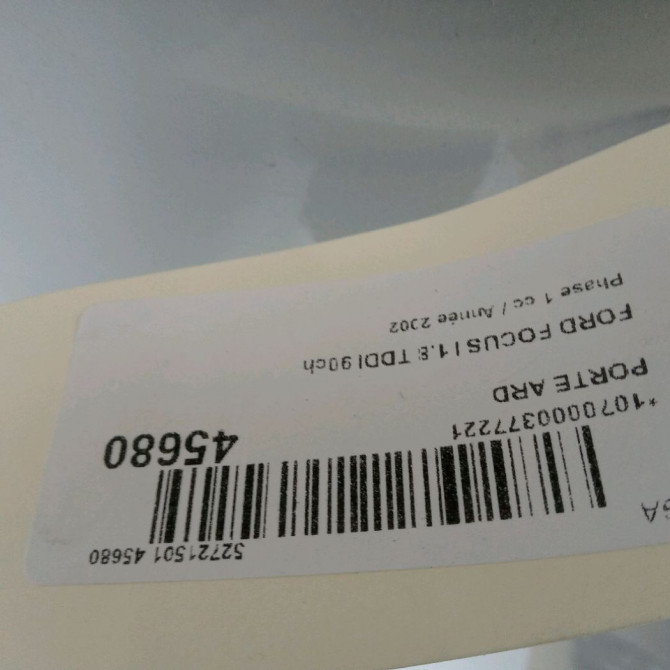 52721501 45680
45680
*1070000377221
PORTE ARD
FORD FOCUS I 1.8 TDDI 90ch
Phase 1 cc / Année 2002